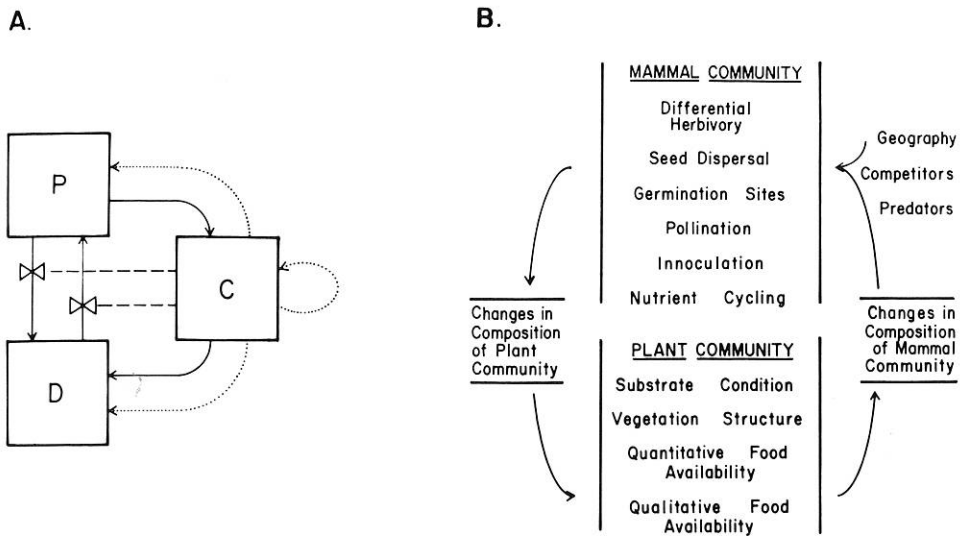 A.
P
C
D
B.
MAMMAL COMMUNITY
Differential
Herbivory
Seed Dispersal
Germination Sites
Pollination
Innoculation
Nutrient Cycling
Geography
Competitors
Predators
Changes in
Composition
of Plant
Community
Changes in
Composition
of Mammal
Community
PLANT COMMUNITY
Substrate Condition
Vegetation Structure
Quantitative Food
Availability
Qualitative Food
Availability